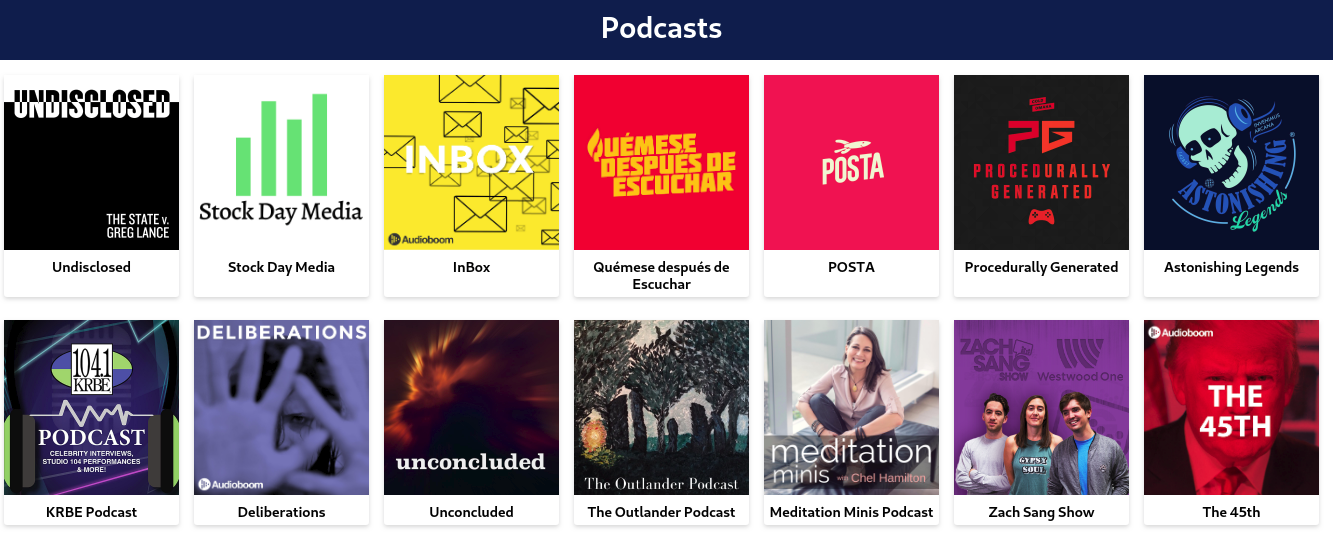 Podcasts
UNDISCLOSED
THE STATE v.
GREG LANCE
Undisclosed
Stock Day Media
Stock Day Media
INBOX
Audioboom
InBox
QUÉMESE
DESPUÉS DE
ESCUCHAR
Quémese después de
Escuchar
POSTA
POSTA
PG
PROCEDURALLY
GENERATED
Procedurally Generated
INVENIMUS
ARCANA
ASTONISHING
Legends
Astonishing Legends
104.1
KRBE
PODCAST
CELEBRITY INTERVIEWS,
STUDIO 104 PERFORMANCES
& MORE!
KRBE Podcast
DELIBERATIONS
Audioboom
Deliberations
unconcluded
Unconcluded
The Outlander Podcast
The Outlander Podcast
meditation
minis WITH Chel Hamilton
Meditation Minis Podcast
ZACH
SANG
SHOW
Westwood One
GYPSY
SOUL
Zach Sang Show
Audioboom
THE
45TH
The 45th